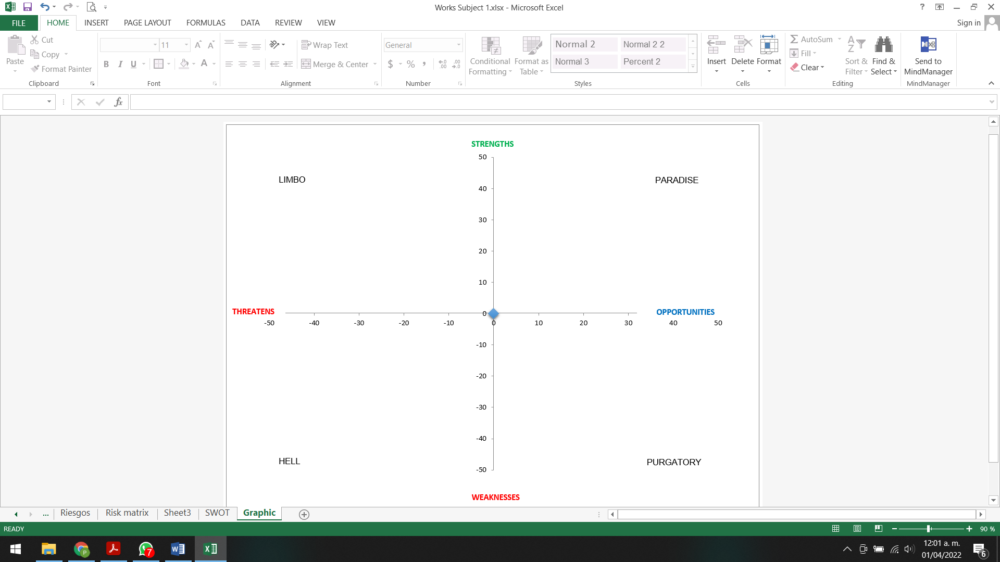 Works Subject 1.xlsx - Microsoft Excel
?
FILE HOME INSERT PAGE LAYOUT FORMULAS DATA REVIEW VIEW Sign in
Paste
Cut
Copy
Format Painter
Clipboard
11
B I U
Font
Wrap Text
Merge & Center
Alignment
General
$ % ,
Number
Conditional Formatting
Format as Table
Normal 2 Normal 2 2
Normal 3 Percent 2
Styles
Insert Delete Format
Cells
AutoSum
Fill
Clear
Sort & Filter
Find & Select
Editing
Send to MindManager
MindManager
fx
STRENGTHS
50
LIMBO PARADISE
40
30
20
10
THREATENS 0 OPPORTUNITIES
-50 -40 -30 -20 -10 0 10 20 30 40 50
-10
-20
-30
-40
HELL PURGATORY
-50
WEAKNESSES
... Riesgos Risk matrix Sheet3 SWOT Graphic
READY 90 %
7
12:01 a. m.
01/04/2022
6